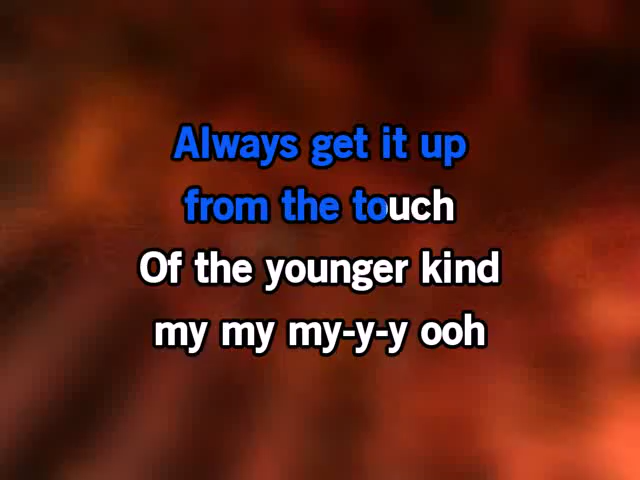 Always get it up
from the touch
Of the younger kind
my my my-y-y ooh